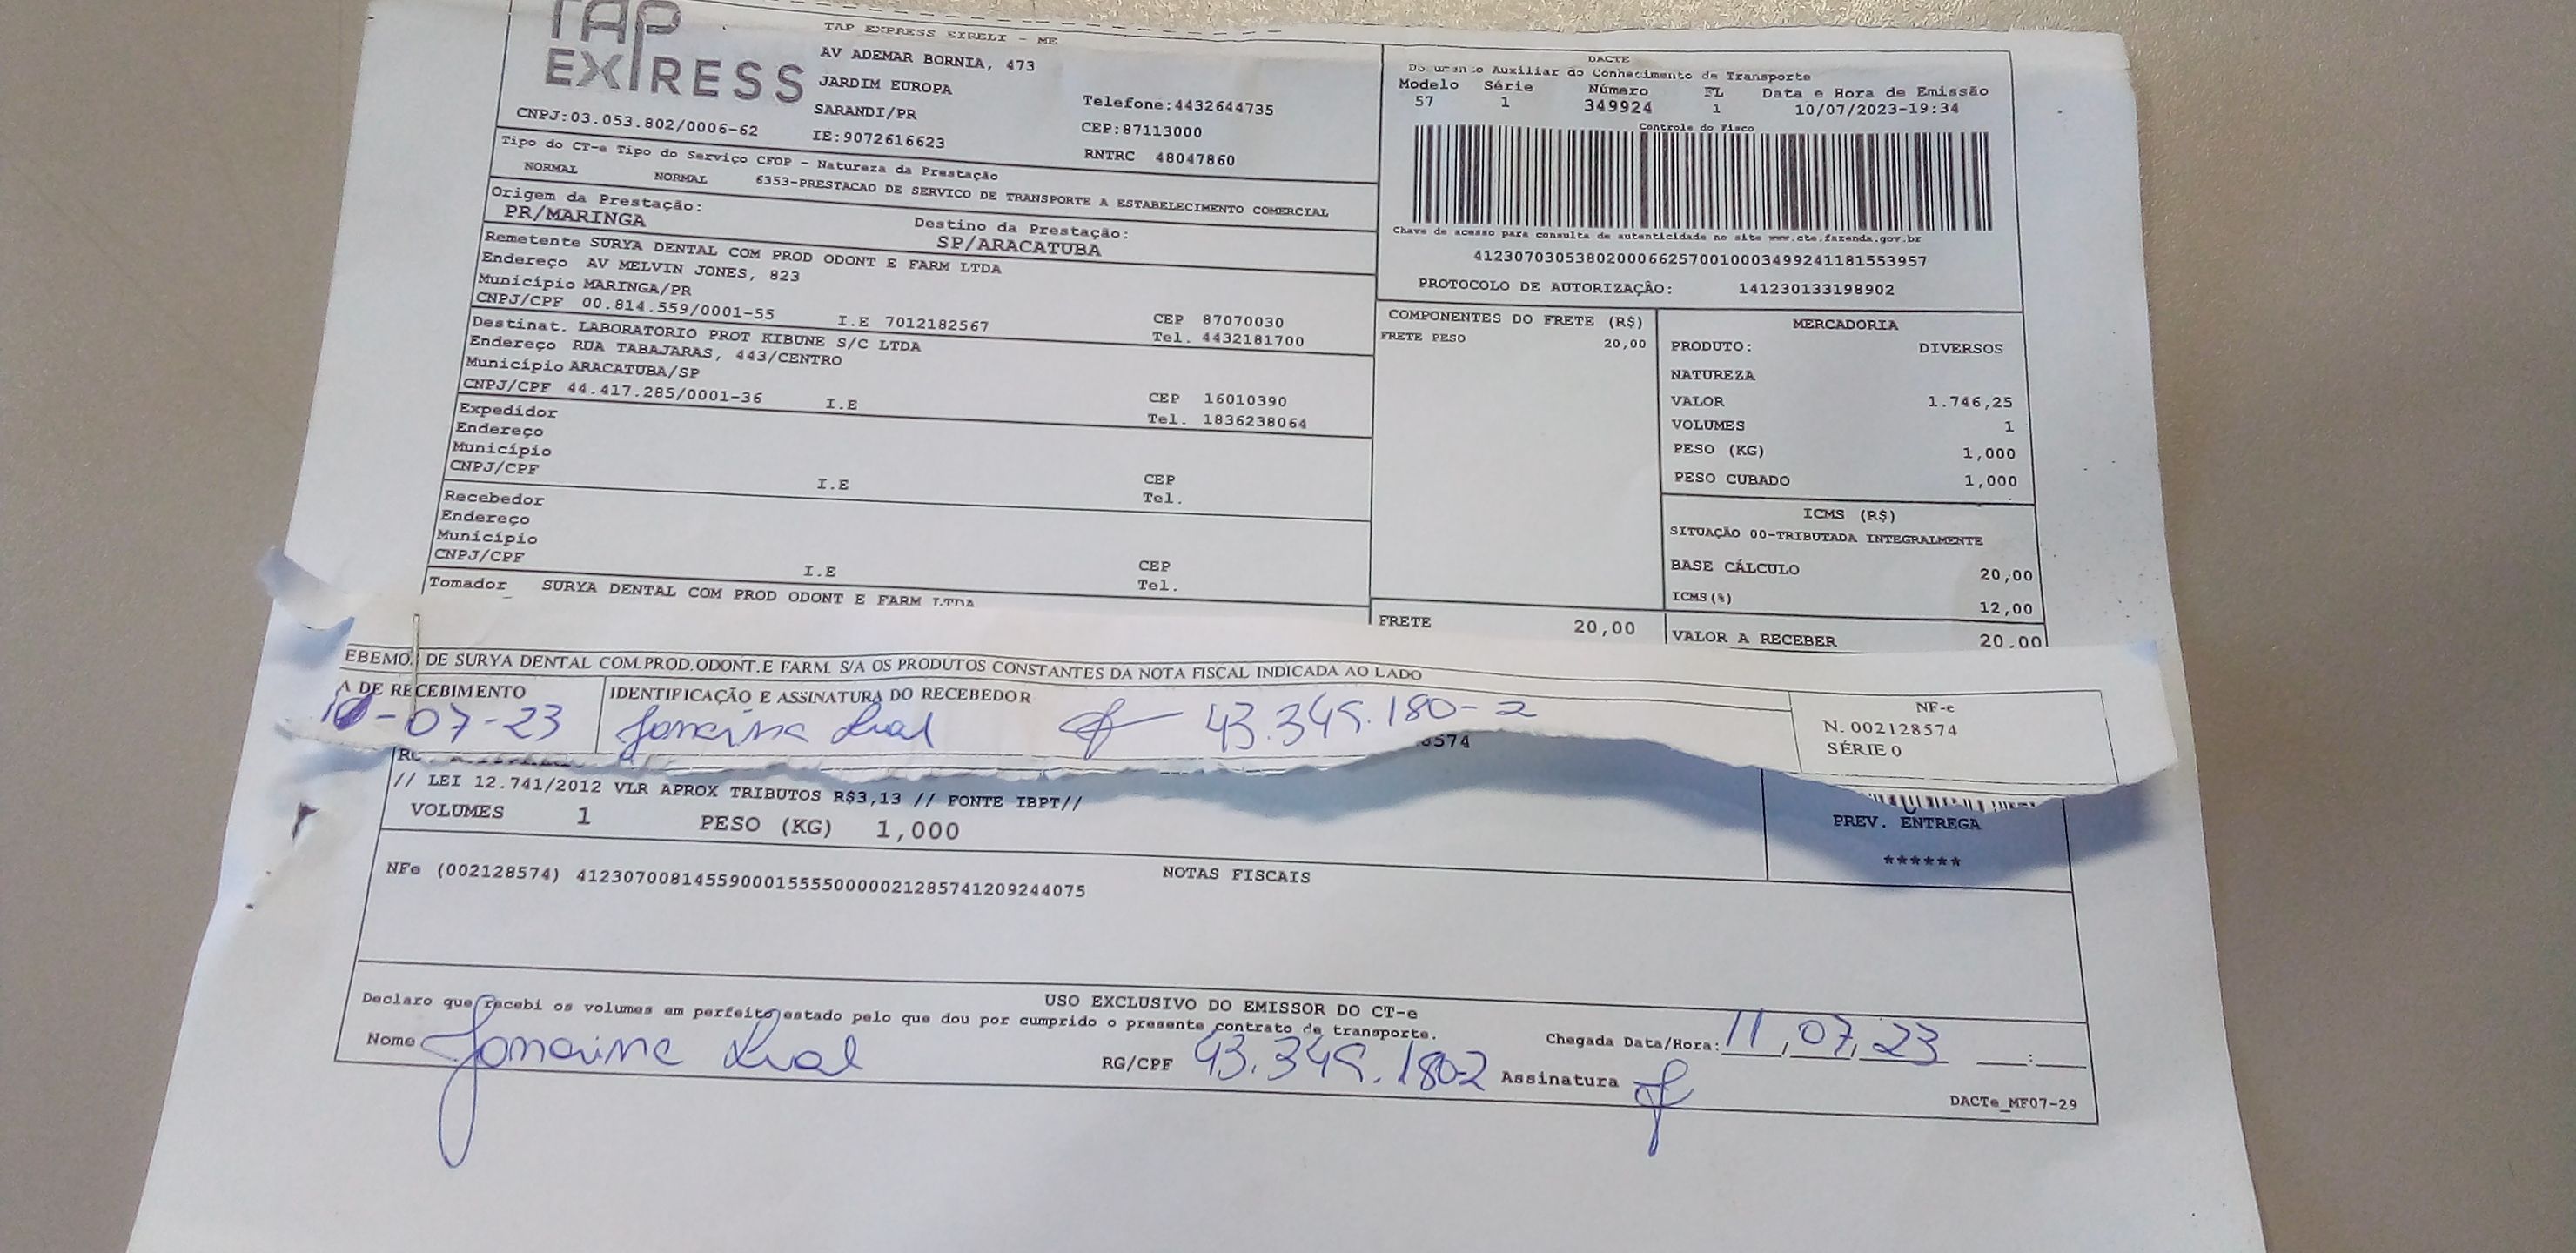 TAP EXPRESS
TAP EXPRESS EIRELI - ME
AV ADEMAR BORNIA, 473
JARDIM EUROPA
SARANDI/PR
Telefone:4432644735
CEP:87113000
CNPJ:03.053.802/0006-62 IE:9072616623 RNTRC 48047860
Tipo do CT-e Tipo do Serviço CFOP - Natureza da Prestação
NORMAL NORMAL 6353-PRESTACAO DE SERVICO DE TRANSPORTE A ESTABELECIMENTO COMERCIAL
Origem da Prestação: Destino da Prestação:
PR/MARINGA SP/ARACATUBA
Remetente SURYA DENTAL COM PROD ODONT E FARM LTDA
Endereço AV MELVIN JONES, 823
Município MARINGA/PR CEP 87070030
CNPJ/CPF 00.814.559/0001-55 I.E 7012182567 Tel. 4432181700
Destinat. LABORATORIO PROT KIBUNE S/C LTDA
Endereço RUA TABAJARAS, 443/CENTRO
Município ARACATUBA/SP CEP 16010390
CNPJ/CPF 44.417.285/0001-36 I.E Tel. 1836238064
Expedidor
Endereço
Município CEP
CNPJ/CPF I.E Tel.
Recebedor
Endereço
Município CEP
CNPJ/CPF I.E Tel.
Tomador SURYA DENTAL COM PROD ODONT E FARM LTDA
DACTE
Documento Auxiliar do Conhecimento de Transporte
Modelo Série Número FL Data e Hora de Emissão
57 1 349924 1 10/07/2023-19:34
Controle do Fisco
Chave de acesso para consulta de autenticidade no site www.cte.fazenda.gov.br
41230703053802000662570010003499241181553957
PROTOCOLO DE AUTORIZAÇÃO: 141230133198902
COMPONENTES DO FRETE (R$)
FRETE PESO 20,00
FRETE 20,00
MERCADORIA
PRODUTO: DIVERSOS
NATUREZA
VALOR 1.746,25
VOLUMES 1
PESO (KG) 1,000
PESO CUBADO 1,000
ICMS (R$)
SITUAÇÃO 00-TRIBUTADA INTEGRALMENTE
BASE CÁLCULO 20,00
ICMS(%) 12,00
VALOR A RECEBER 20,00
EBEMOS DE SURYA DENTAL COM.PROD.ODONT.E FARM. S/A OS PRODUTOS CONSTANTES DA NOTA FISCAL INDICADA AO LADO
A DE RECEBIMENTO IDENTIFICAÇÃO E ASSINATURA DO RECEBEDOR
-07-23 Janaina Leal 43.349.180-2
NF-e
N. 002128574
SÉRIE 0
8574
// LEI 12.741/2012 VLR APROX TRIBUTOS R$3,13 // FONTE IBPT//
VOLUMES 1 PESO (KG) 1,000
PREV. ENTREGA
******
NOTAS FISCAIS
NFe (002128574) 41230700814559000155550000021285741209244075
USO EXCLUSIVO DO EMISSOR DO CT-e
Declaro que recebi os volumes em perfeito estado pelo que dou por cumprido o presente contrato de transporte.
Nome Janaina Leal RG/CPF 43.349.180-2 Assinatura
Chegada Data/Hora: 11,07,23 :
DACTe_MF07-29